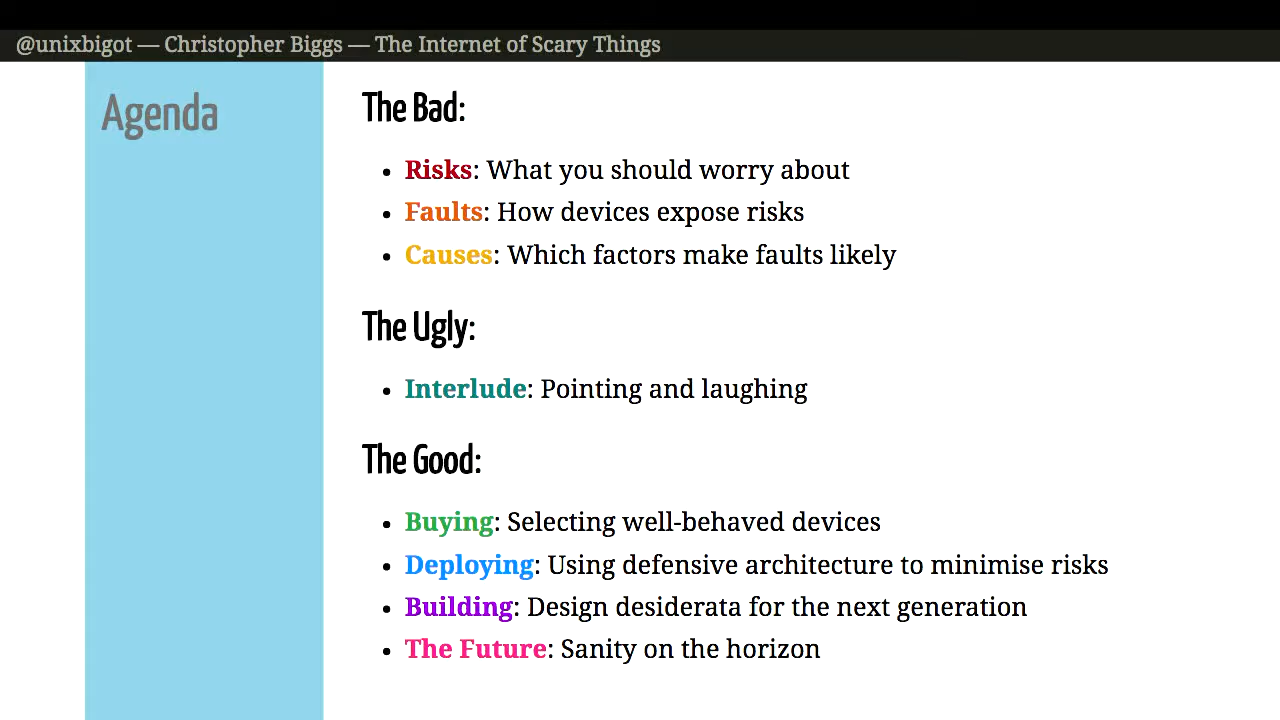 @unixbigot — Christopher Biggs — The Internet of Scary Things
Agenda
The Bad:
• Risks: What you should worry about
• Faults: How devices expose risks
• Causes: Which factors make faults likely
The Ugly:
• Interlude: Pointing and laughing
The Good:
• Buying: Selecting well-behaved devices
• Deploying: Using defensive architecture to minimise risks
• Building: Design desiderata for the next generation
• The Future: Sanity on the horizon